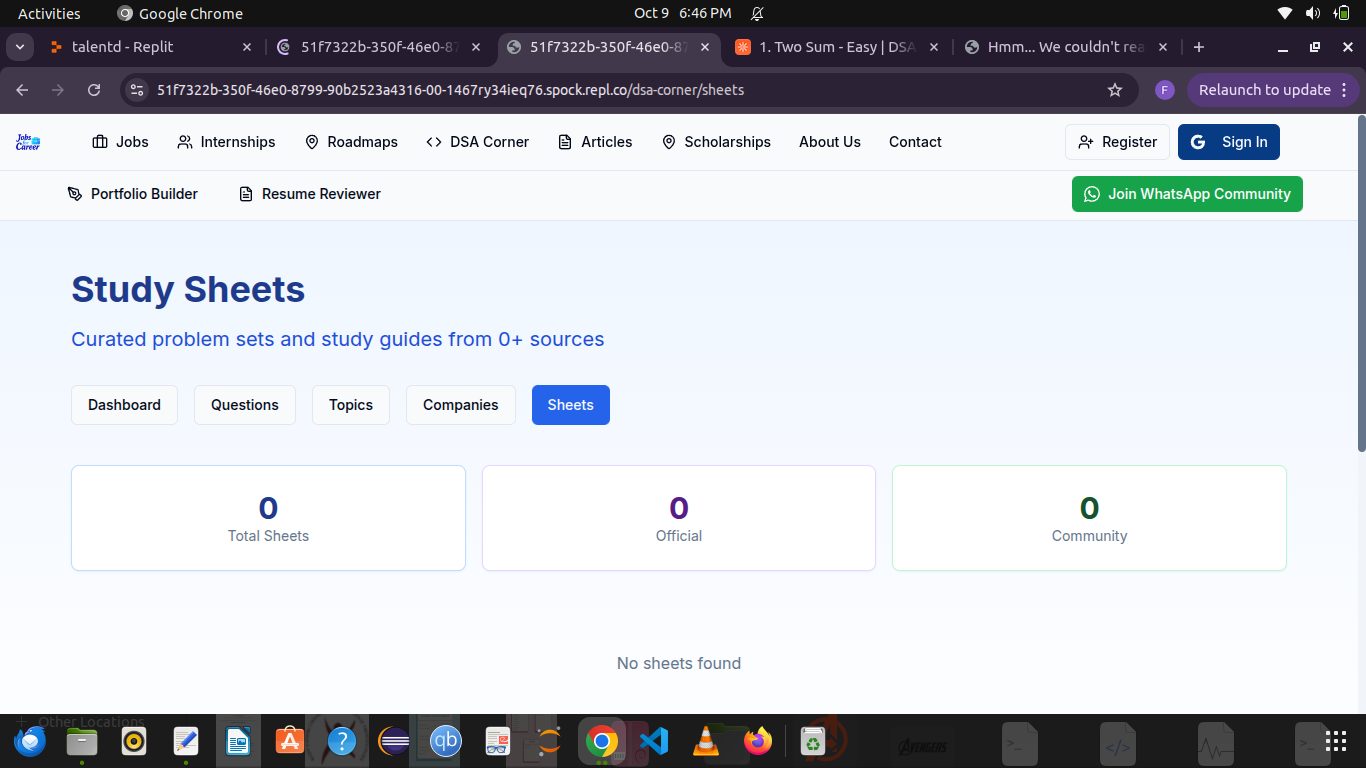 Activities Google Chrome Oct 9 6:46 PM
talentd - Replit 51f7322b-350f-46e0-87 51f7322b-350f-46e0-87 1. Two Sum - Easy | DSA Hmm... We couldn't rea
51f7322b-350f-46e0-8799-90b2523a4316-00-1467ry34ieq76.spock.repl.co/dsa-corner/sheets F Relaunch to update
Jobs Career Jobs Internships Roadmaps DSA Corner Articles Scholarships About Us Contact Register Sign In
Portfolio Builder Resume Reviewer Join WhatsApp Community
Study Sheets
Curated problem sets and study guides from 0+ sources
Dashboard Questions Topics Companies Sheets
0 0 0
Total Sheets Official Community
No sheets found
Other Locations
qb AVENGERS